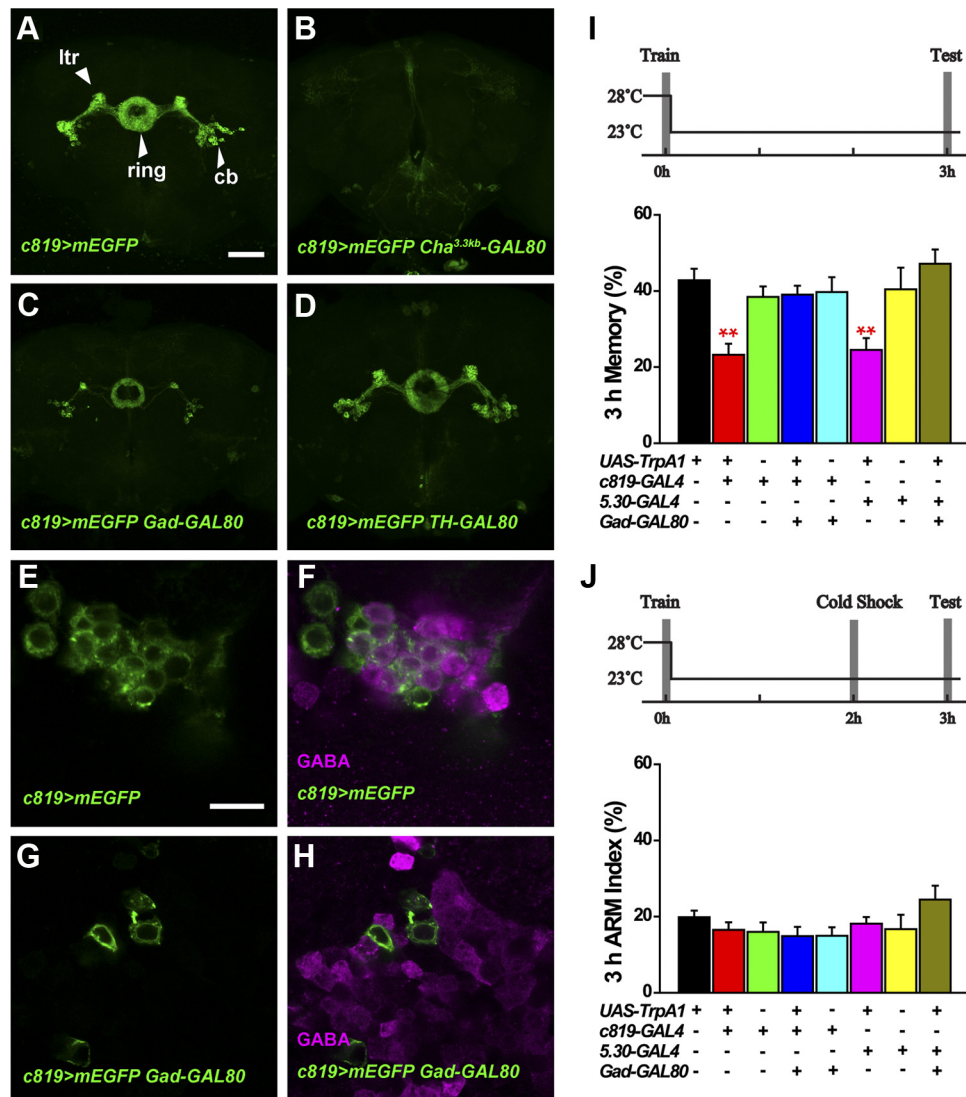 A
ltr
ring
cb
c819>mEGFP
B
c819>mEGFP Cha3.3kb-GAL80
C
c819>mEGFP Gad-GAL80
D
c819>mEGFP TH-GAL80
E
c819>mEGFP
F
GABA
c819>mEGFP
G
c819>mEGFP Gad-GAL80
H
GABA
c819>mEGFP Gad-GAL80
I
Train
Test
28°C
23°C
0h
3h
3 h Memory (%)
60
40
20
0
**
**
UAS-TrpA1 + + - + - + - +
c819-GAL4 - + + + + - - -
5.30-GAL4 - - - - - + + +
Gad-GAL80 - - - + + - - +
J
Train
Cold Shock
Test
28°C
23°C
0h
2h
3h
3 h ARM Index (%)
60
40
20
0
UAS-TrpA1 + + - + - + - +
c819-GAL4 - + + + + - - -
5.30-GAL4 - - - - - + + +
Gad-GAL80 - - - + + - - +